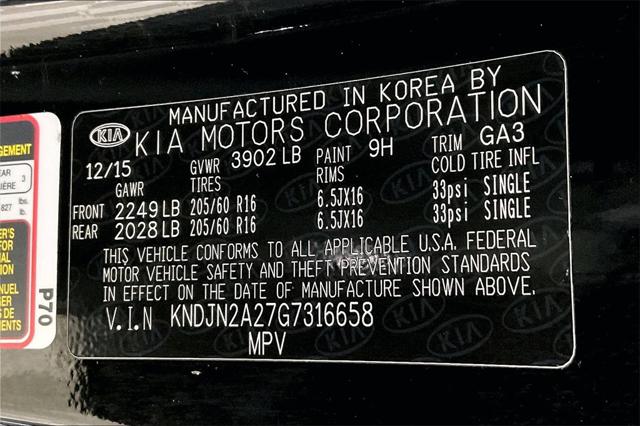 MANUFACTURED IN KOREA BY
KIA KIA MOTORS CORPORATION
12/15 GVWR 3902 LB PAINT 9H TRIM GA3
GAWR TIRES RIMS COLD TIRE INFL
FRONT 2249 LB 205/60 R16 6.5JX16 33psi SINGLE
REAR 2028 LB 205/60 R16 6.5JX16 33psi SINGLE
THIS VEHICLE CONFORMS TO ALL APPLICABLE U.S.A. FEDERAL
MOTOR VEHICLE SAFETY AND THEFT PREVENTION STANDARDS
IN EFFECT ON THE DATE OF MANUFACTURE SHOWN ABOVE.
V.I.N KNDJN2A27G7316658
MPV
P70